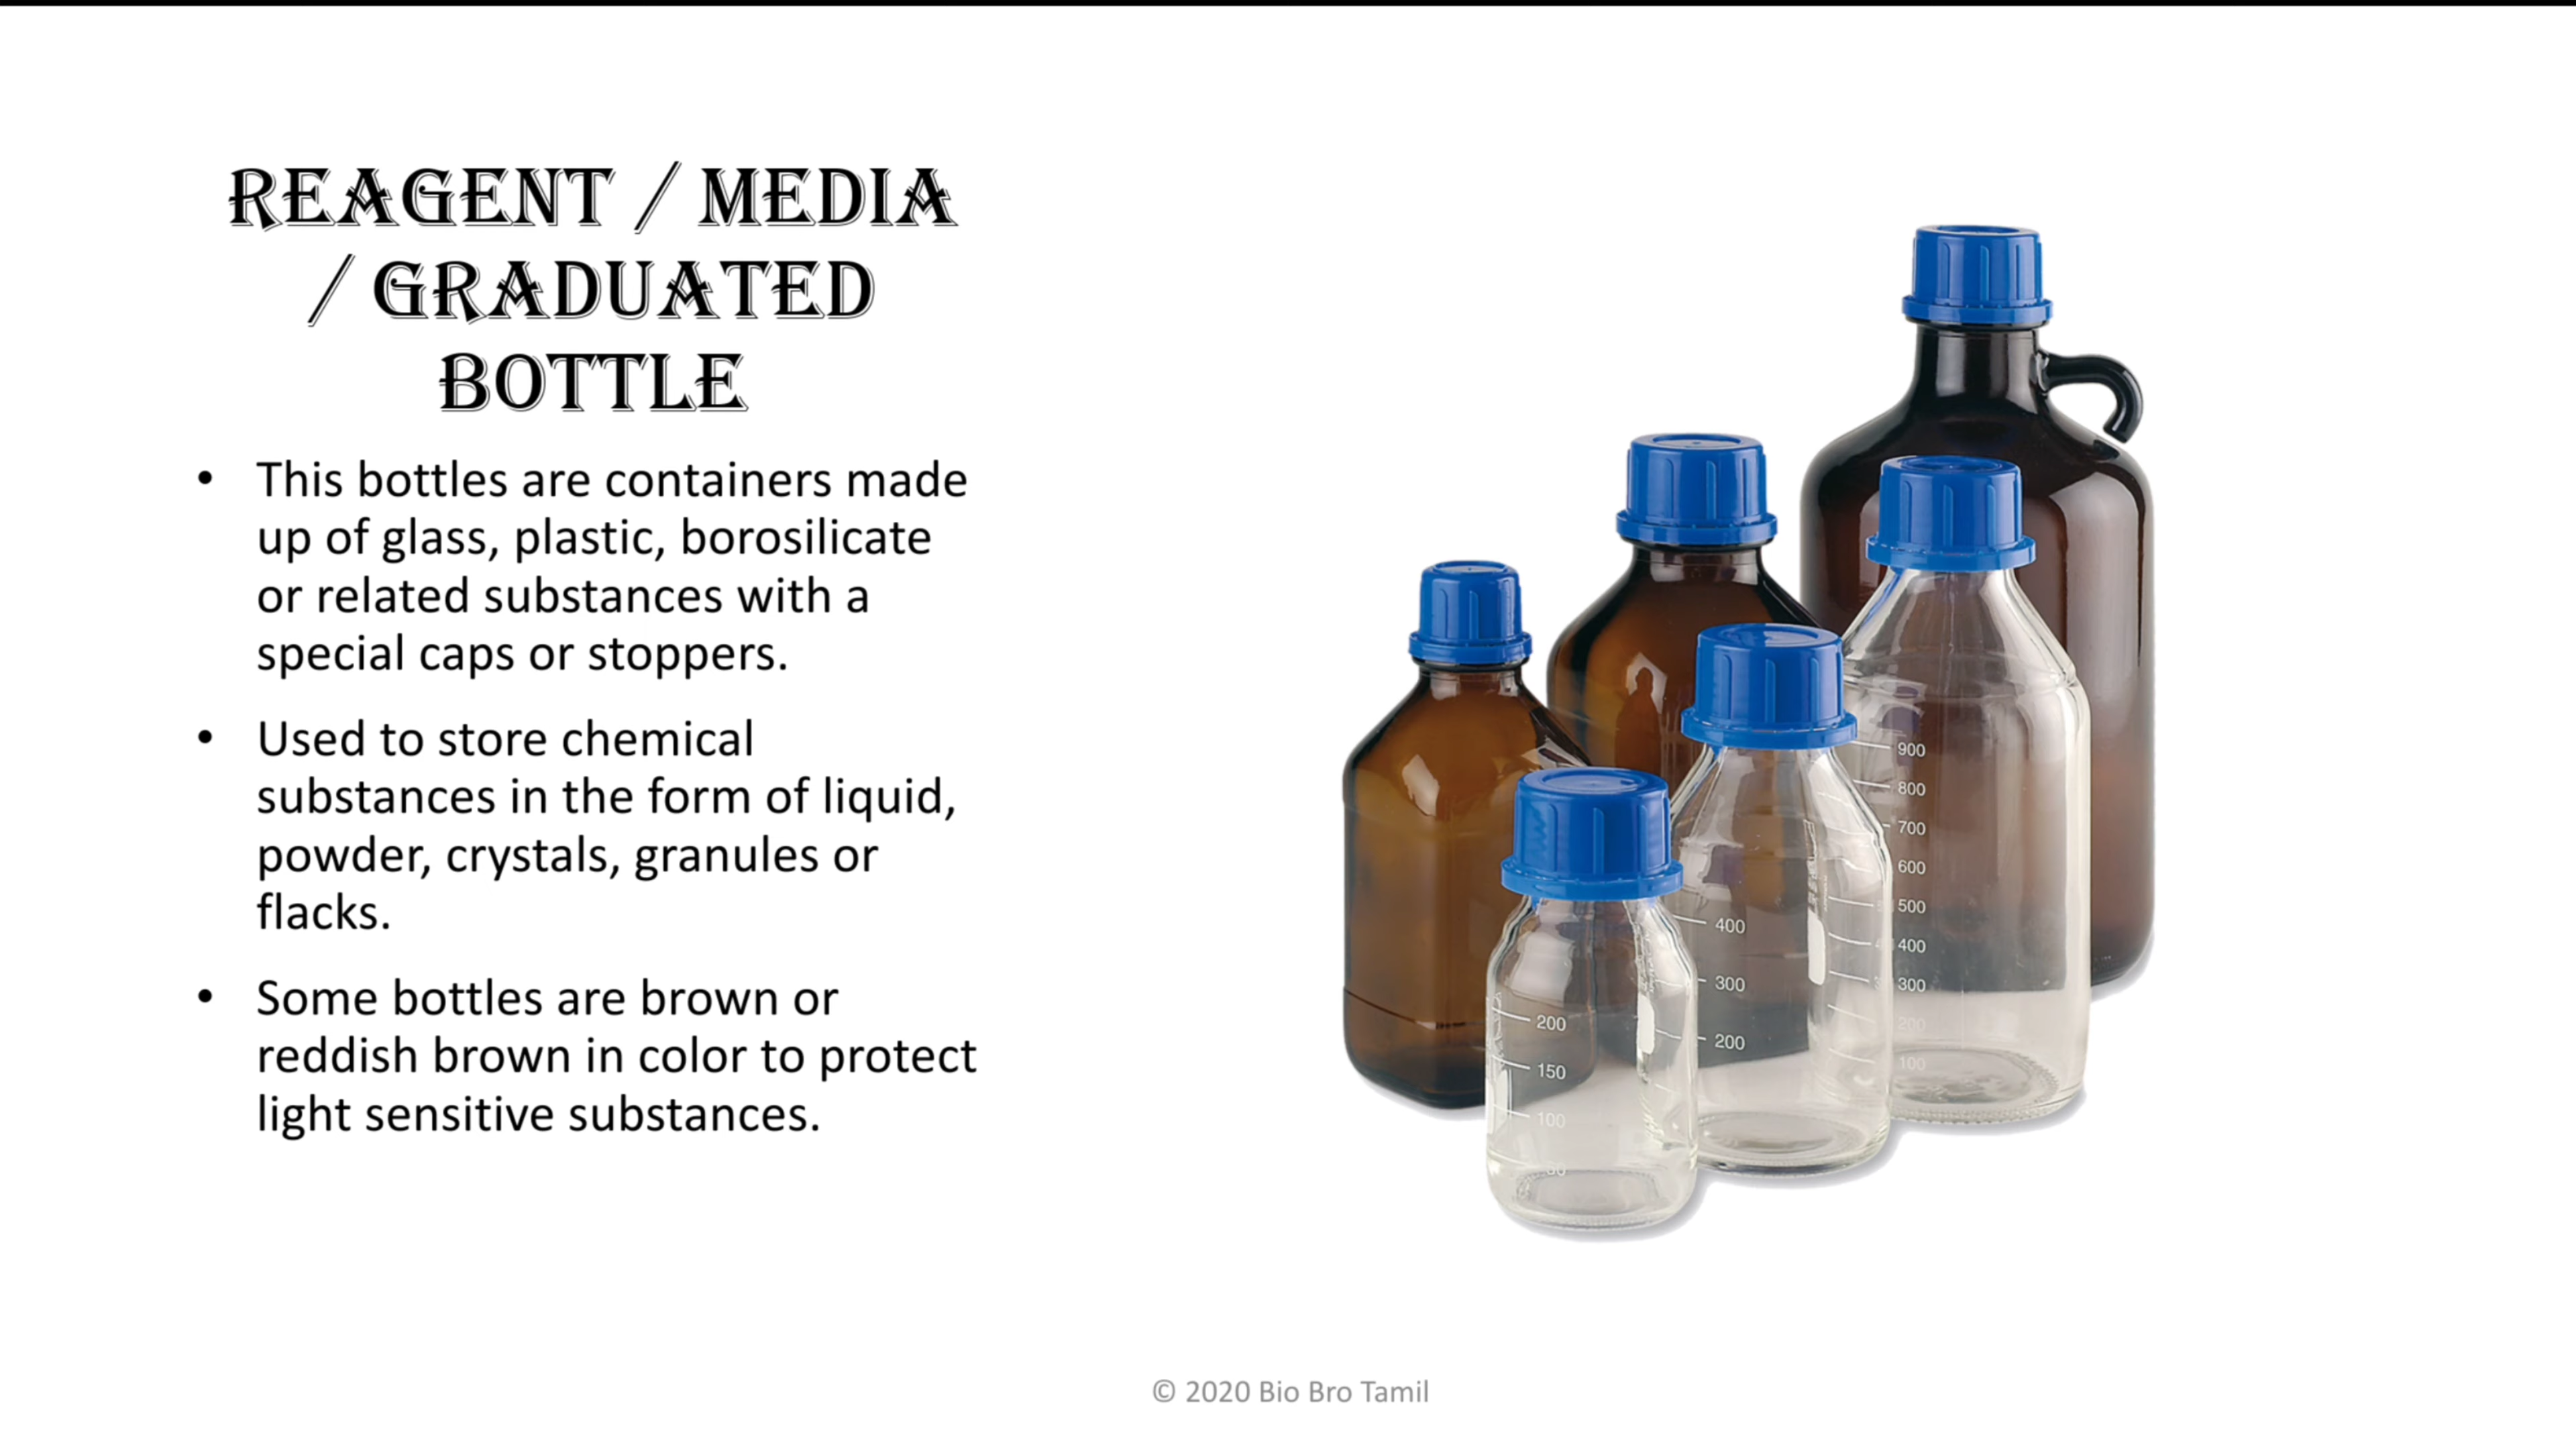 REAGENT / MEDIA
/ GRADUATED
BOTTLE
• This bottles are containers made
up of glass, plastic, borosilicate
or related substances with a
special caps or stoppers.
• Used to store chemical
substances in the form of liquid,
powder, crystals, granules or
flacks.
• Some bottles are brown or
reddish brown in color to protect
light sensitive substances.
900
800
700
600
500
400
300
200
100
400
300
200
200
150
100
50
© 2020 Bio Bro Tamil